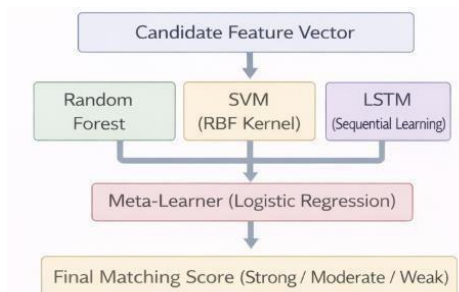 Candidate Feature Vector
Random
Forest
SVM
(RBF Kernel)
LSTM
(Sequential Learning)
Meta-Learner (Logistic Regression)
Final Matching Score (Strong / Moderate / Weak)